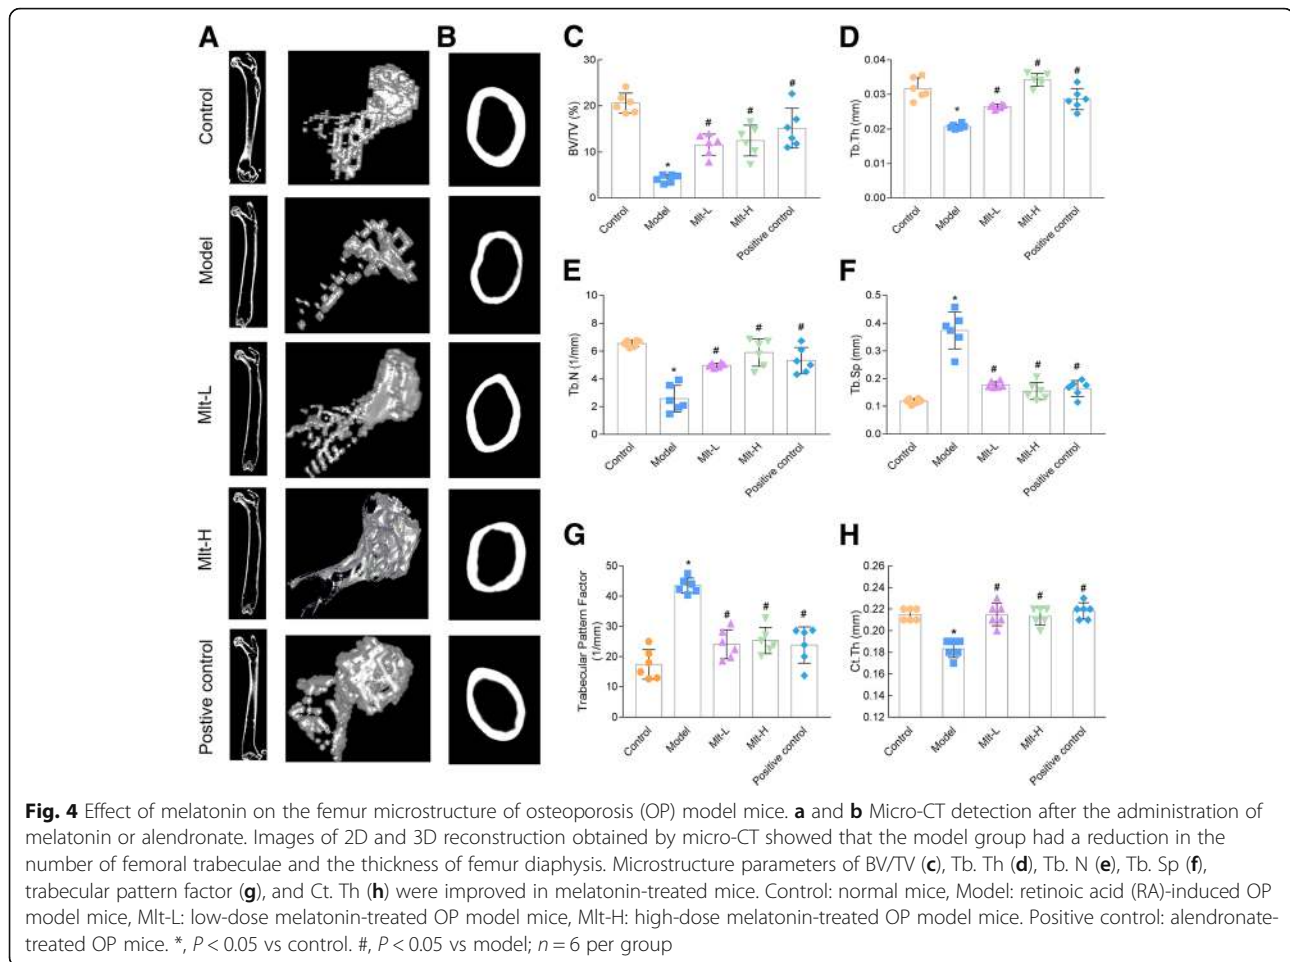 A
B
Control
Model
Mlt-L
Mlt-H
Postive control
C
BV/TV (%)
30
20
10
0
#
#
#
*
Control
Model
Mlt-L
Mlt-H
Positive control
D
Tb.Th (mm)
0.04
0.03
0.02
0.01
0.00
*
#
#
#
Control
Model
Mlt-L
Mlt-H
Positive control
E
Tb.N (1/mm)
10
8
6
4
2
0
*
#
#
#
Control
Model
Mlt-L
Mlt-H
Positive control
F
Tb.Sp (mm)
0.5
0.4
0.3
0.2
0.1
0.0
*
#
#
#
Control
Model
Mlt-L
Mlt-H
Positive control
G
Trabecular Pattern Factor
(1/mm)
50
40
30
20
10
0
*
#
#
#
Control
Model
Mlt-L
Mlt-H
Positive control
H
Ct.Th (mm)
0.26
0.24
0.22
0.20
0.18
0.16
0.14
0.12
*
#
#
#
Control
Model
Mlt-L
Mlt-H
Positive control
Fig. 4 Effect of melatonin on the femur microstructure of osteoporosis (OP) model mice. a and b Micro-CT detection after the administration of
melatonin or alendronate. Images of 2D and 3D reconstruction obtained by micro-CT showed that the model group had a reduction in the
number of femoral trabeculae and the thickness of femur diaphysis. Microstructure parameters of BV/TV (c), Tb. Th (d), Tb. N (e), Tb. Sp (f),
trabecular pattern factor (g), and Ct. Th (h) were improved in melatonin-treated mice. Control: normal mice, Model: retinoic acid (RA)-induced OP
model mice, Mlt-L: low-dose melatonin-treated OP model mice, Mlt-H: high-dose melatonin-treated OP model mice. Positive control: alendronate-
treated OP mice. *, P < 0.05 vs control. #, P < 0.05 vs model; n = 6 per group